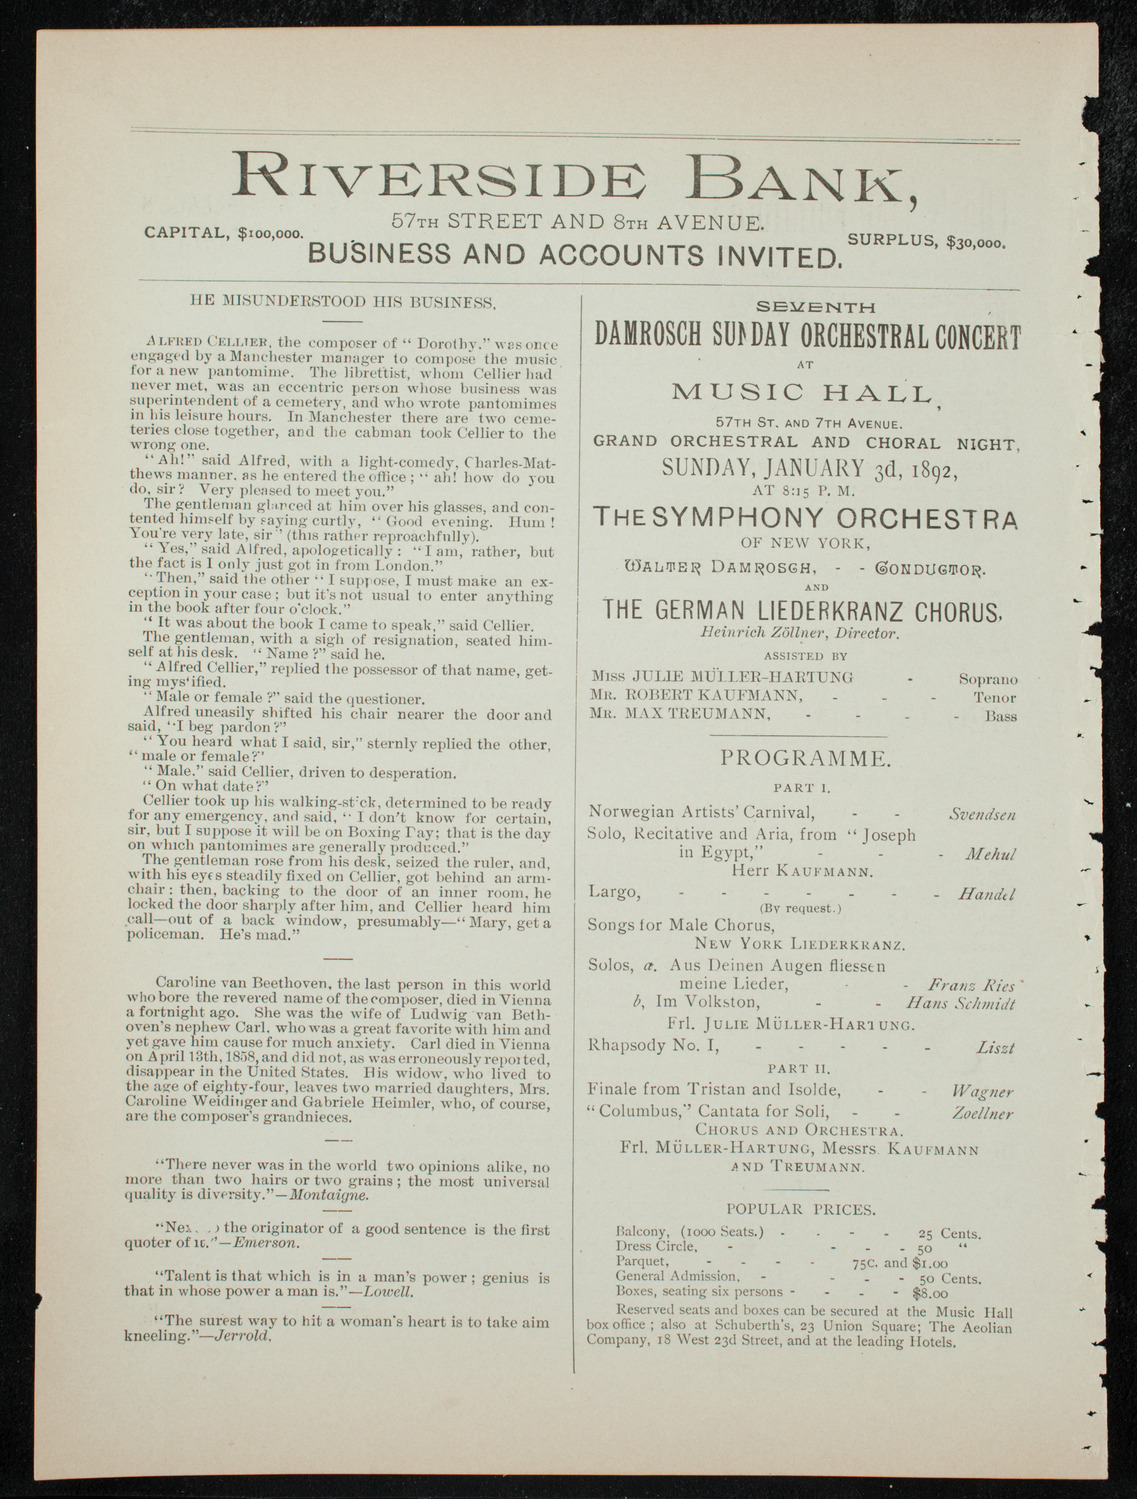 RIVERSIDE BANK,
57TH STREET AND 8TH AVENUE.
CAPITAL, $100,000.
SURPLUS, $30,000.
BUSINESS AND ACCOUNTS INVITED.
HE MISUNDERSTOOD HIS BUSINESS.
ALFRED CELLIER, the composer of "Dorothy," was once
engaged by a Manchester manager to compose the music
for a new pantomime. The librettist, whom Cellier had
never met, was an eccentric person whose business was
superintendent of a cemetery, and who wrote pantomimes
in his leisure hours. In Manchester there are two ceme-
teries close together, and the cabman took Cellier to the
wrong one.
"Ah!" said Alfred, with a light-comedy, Charles-Mat-
thews manner, as he entered the office; "ah! how do you
do, sir? Very pleased to meet you."
The gentleman glanced at him over his glasses, and con-
tented himself by saying curtly, "Good evening. Hum!
You're very late, sir" (this rather reproachfully).
"Yes," said Alfred, apologetically: "I am, rather, but
the fact is I only just got in from London."
"Then," said the other "I suppose, I must make an ex-
ception in your case; but it's not usual to enter anything
in the book after four o'clock."
"It was about the book I came to speak," said Cellier.
The gentleman, with a sigh of resignation, seated him-
self at his desk. "Name?" said he.
"Alfred Cellier," replied the possessor of that name, get-
ing mystified.
"Male or female?" said the questioner.
Alfred uneasily shifted his chair nearer the door and
said, "I beg pardon?"
"You heard what I said, sir," sternly replied the other,
"male or female?"
"Male," said Cellier, driven to desperation.
"On what date?"
Cellier took up his walking-stick, determined to be ready
for any emergency, and said, "I don't know for certain,
sir, but I suppose it will be on Boxing Day; that is the day
on which pantomimes are generally produced."
The gentleman rose from his desk, seized the ruler, and,
with his eyes steadily fixed on Cellier, got behind an arm-
chair: then, backing to the door of an inner room, he
locked the door sharply after him, and Cellier heard him
call—out of a back window, presumably—"Mary, get a
policeman. He's mad."
Caroline van Beethoven, the last person in this world
who bore the revered name of the composer, died in Vienna
a fortnight ago. She was the wife of Ludwig van Beth-
oven's nephew Carl, who was a great favorite with him and
yet gave him cause for much anxiety. Carl died in Vienna
on April 13th, 1858, and did not, as was erroneously reported,
disappear in the United States. His widow, who lived to
the age of eighty-four, leaves two married daughters, Mrs.
Caroline Weidinger and Gabriele Heimler, who, of course,
are the composer's grandnieces.
"There never was in the world two opinions alike, no
more than two hairs or two grains; the most universal
quality is diversity."—Montaigne.
the originator of a good sentence is the first
quoter of it."—Emerson.
"Talent is that which is in a man's power; genius is
that in whose power a man is."—Lowell.
"The surest way to hit a woman's heart is to take aim
kneeling."—Jerrold.
SEVENTH
DAMROSCH SUNDAY ORCHESTRAL CONCERT
AT
MUSIC HALL,
57TH ST. AND 7TH AVENUE.
GRAND ORCHESTRAL AND CHORAL NIGHT,
SUNDAY, JANUARY 3d, 1892,
AT 8:15 P. M.
THE SYMPHONY ORCHESTRA
OF NEW YORK,
WALTER DAMROSCH, - - CONDUCTOR.
AND
THE GERMAN LIEDERKRANZ CHORUS,
Heinrich Zöllner, Director.
ASSISTED BY
MISS JULIE MÜLLER-HARTUNG - Soprano
MR. ROBERT KAUFMANN, - - - Tenor
MR. MAX TREUMANN, - - - - Bass
PROGRAMME.
PART I.
Norwegian Artists' Carnival, - - Svendsen
Solo, Recitative and Aria, from "Joseph
in Egypt," - - - Mehul
Herr KAUFMANN.
Largo, - - - - - - - Handel
(By request.)
Songs for Male Chorus,
NEW YORK LIEDERKRANZ.
Solos, a. Aus Deinen Augen fliessen
meine Lieder, - - Franz Ries
b, Im Volkston, - - Hans Schmidt
Frl. JULIE MÜLLER-HARTUNG.
Rhapsody No. I, - - - - - Liszt
PART II.
Finale from Tristan and Isolde, - - Wagner
"Columbus," Cantata for Soli, - - Zoellner
CHORUS AND ORCHESTRA.
Frl. MÜLLER-HARTUNG, Messrs. KAUFMANN
AND TREUMANN.
POPULAR PRICES.
Balcony, (1000 Seats.) - - - - 25 Cents.
Dress Circle, - - - - 50 "
Parquet, - - - - 75c. and $1.00
General Admission, - - - - 50 Cents.
Boxes, seating six persons - - - - $8.00
Reserved seats and boxes can be secured at the Music Hall
box office; also at Schuberth's, 23 Union Square; The Aeolian
Company, 18 West 23d Street, and at the leading Hotels.